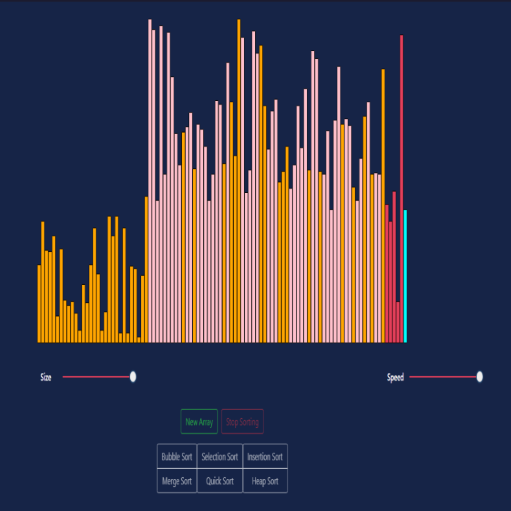 Size
Speed
New Array Stop Sorting
Bubble Sort Selection Sort Insertion Sort
Merge Sort Quick Sort Heap Sort